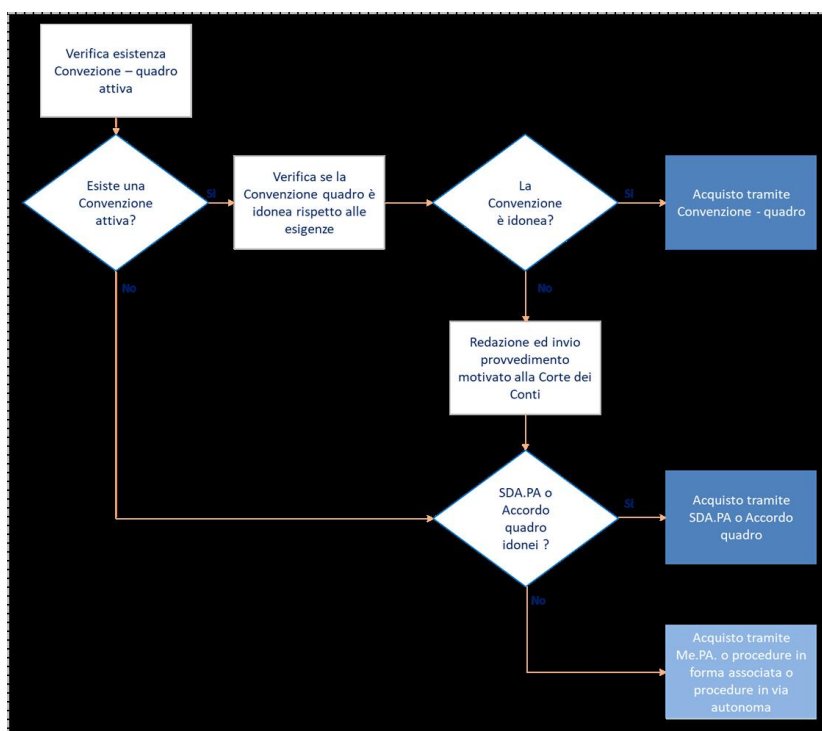 Verifica esistenza
Convezione – quadro
attiva
Esiste una
Convenzione
attiva?
SI
Verifica se la
Convenzione quadro è
idonea rispetto alle
esigenze
La
Convenzione
è idonea?
SI
Acquisto tramite
Convenzione - quadro
No
No
Redazione ed invio
provvedimento
motivato alla Corte dei
Conti
SDA.PA o
Accordo
quadro
idonei ?
SI
Acquisto tramite
SDA.PA o Accordo
quadro
No
Acquisto tramite
Me.PA. o procedure in
forma associata o
procedure in via
autonoma